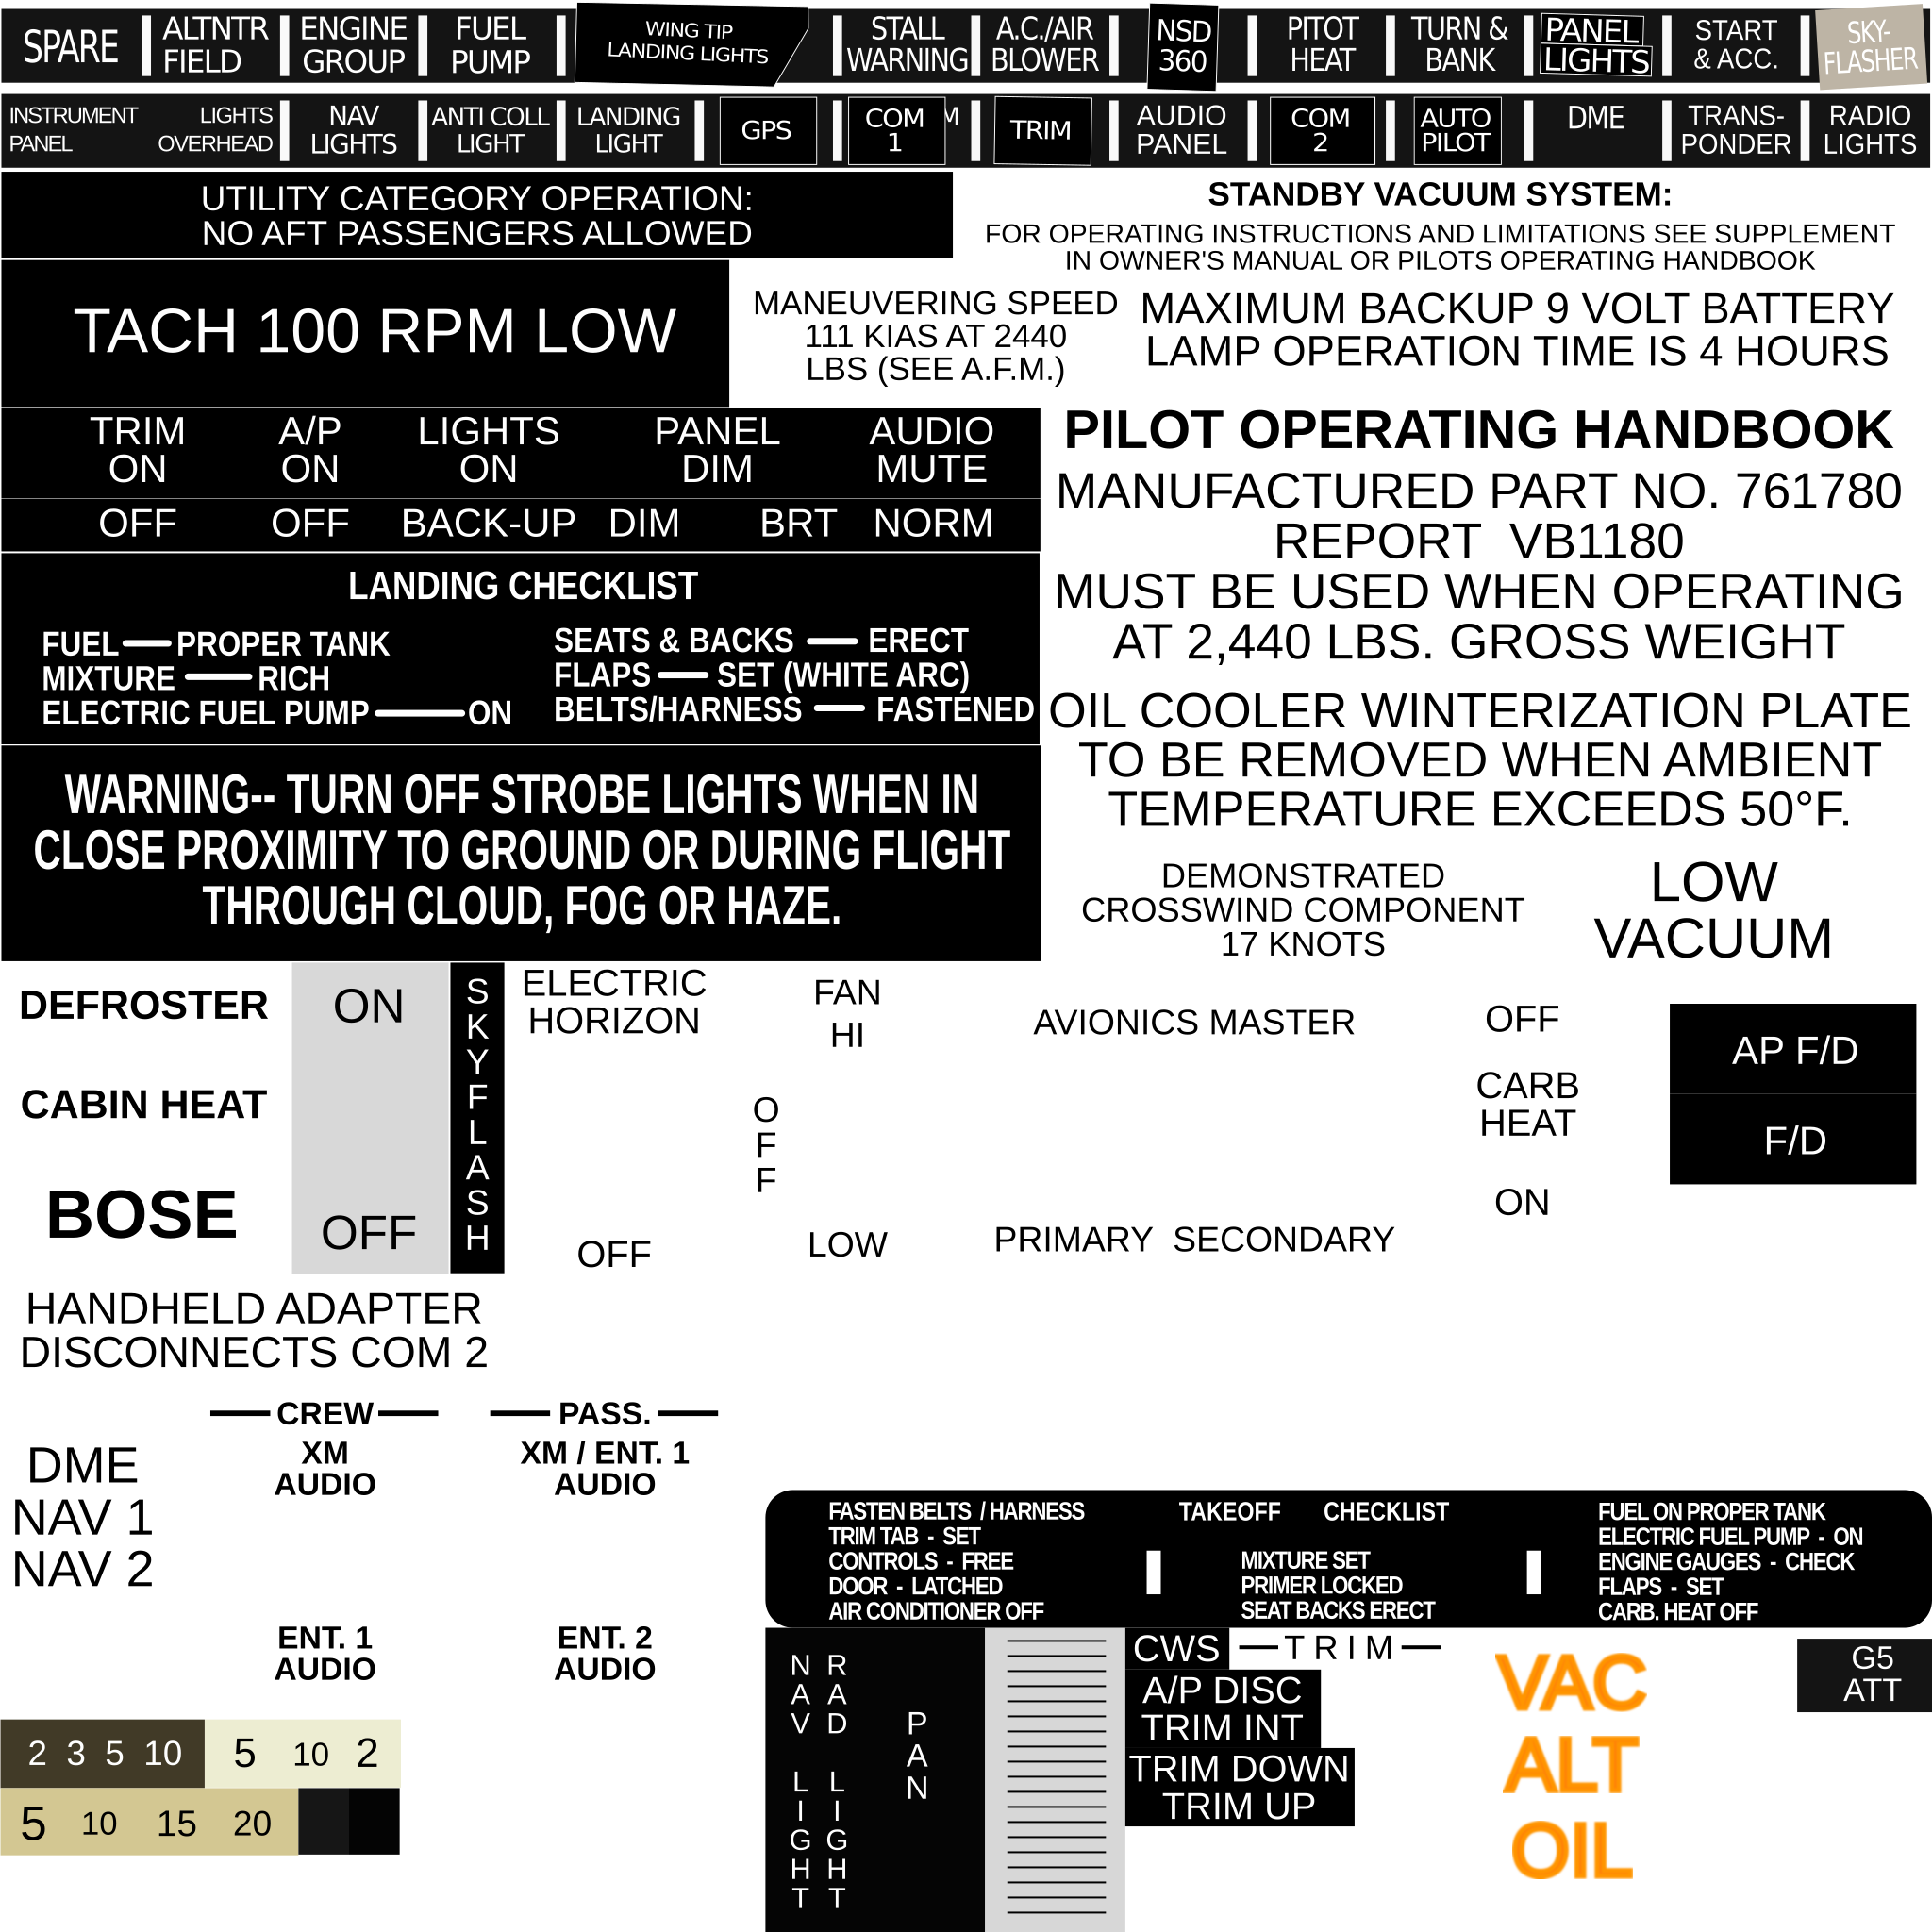 SPARE
ALTNTR
FIELD
ENGINE
GROUP
FUEL
PUMP
WING TIP
LANDING LIGHTS
STALL
WARNING
A.C./AIR
BLOWER
NSD
360
PITOT
HEAT
TURN &
BANK
PANEL
LIGHTS
START
& ACC.
SKY-
FLASHER
INSTRUMENT LIGHTS
PANEL OVERHEAD
NAV
LIGHTS
ANTI COLL
LIGHT
LANDING
LIGHT
GPS
COM
1
M
TRIM
AUDIO
PANEL
COM
2
AUTO
PILOT
DME
TRANS-
PONDER
RADIO
LIGHTS
UTILITY CATEGORY OPERATION:
NO AFT PASSENGERS ALLOWED
STANDBY VACUUM SYSTEM:
FOR OPERATING INSTRUCTIONS AND LIMITATIONS SEE SUPPLEMENT
IN OWNER'S MANUAL OR PILOTS OPERATING HANDBOOK
TACH 100 RPM LOW
MANEUVERING SPEED
111 KIAS AT 2440
LBS (SEE A.F.M.)
MAXIMUM BACKUP 9 VOLT BATTERY
LAMP OPERATION TIME IS 4 HOURS
TRIM
ON
A/P
ON
LIGHTS
ON
PANEL
DIM
AUDIO
MUTE
OFF OFF BACK-UP DIM BRT NORM
PILOT OPERATING HANDBOOK
MANUFACTURED PART NO. 761780
REPORT VB1180
MUST BE USED WHEN OPERATING
AT 2,440 LBS. GROSS WEIGHT
LANDING CHECKLIST
FUEL — PROPER TANK
MIXTURE — RICH
ELECTRIC FUEL PUMP — ON
SEATS & BACKS — ERECT
FLAPS — SET (WHITE ARC)
BELTS/HARNESS — FASTENED
OIL COOLER WINTERIZATION PLATE
TO BE REMOVED WHEN AMBIENT
TEMPERATURE EXCEEDS 50°F.
WARNING-- TURN OFF STROBE LIGHTS WHEN IN
CLOSE PROXIMITY TO GROUND OR DURING FLIGHT
THROUGH CLOUD, FOG OR HAZE.
DEMONSTRATED
CROSSWIND COMPONENT
17 KNOTS
LOW
VACUUM
DEFROSTER
CABIN HEAT
BOSE
ON
OFF
SKYFLASH
ELECTRIC
HORIZON
OFF
FAN
HI
OFF
LOW
AVIONICS MASTER
PRIMARY SECONDARY
OFF
CARB
HEAT
ON
AP F/D
F/D
HANDHELD ADAPTER
DISCONNECTS COM 2
DME
NAV 1
NAV 2
CREW
XM
AUDIO
PASS.
XM / ENT. 1
AUDIO
ENT. 1
AUDIO
ENT. 2
AUDIO
FASTEN BELTS / HARNESS
TRIM TAB - SET
CONTROLS - FREE
DOOR - LATCHED
AIR CONDITIONER OFF
TAKEOFF CHECKLIST
MIXTURE SET
PRIMER LOCKED
SEAT BACKS ERECT
FUEL ON PROPER TANK
ELECTRIC FUEL PUMP - ON
ENGINE GAUGES - CHECK
FLAPS - SET
CARB. HEAT OFF
2 3 5 10
5 10 2
5 10 15 20
NAV LIGHT
RAD LIGHT
PAN
CWS
TRIM
A/P DISC
TRIM INT
TRIM DOWN
TRIM UP
VAC
ALT
OIL
G5
ATT